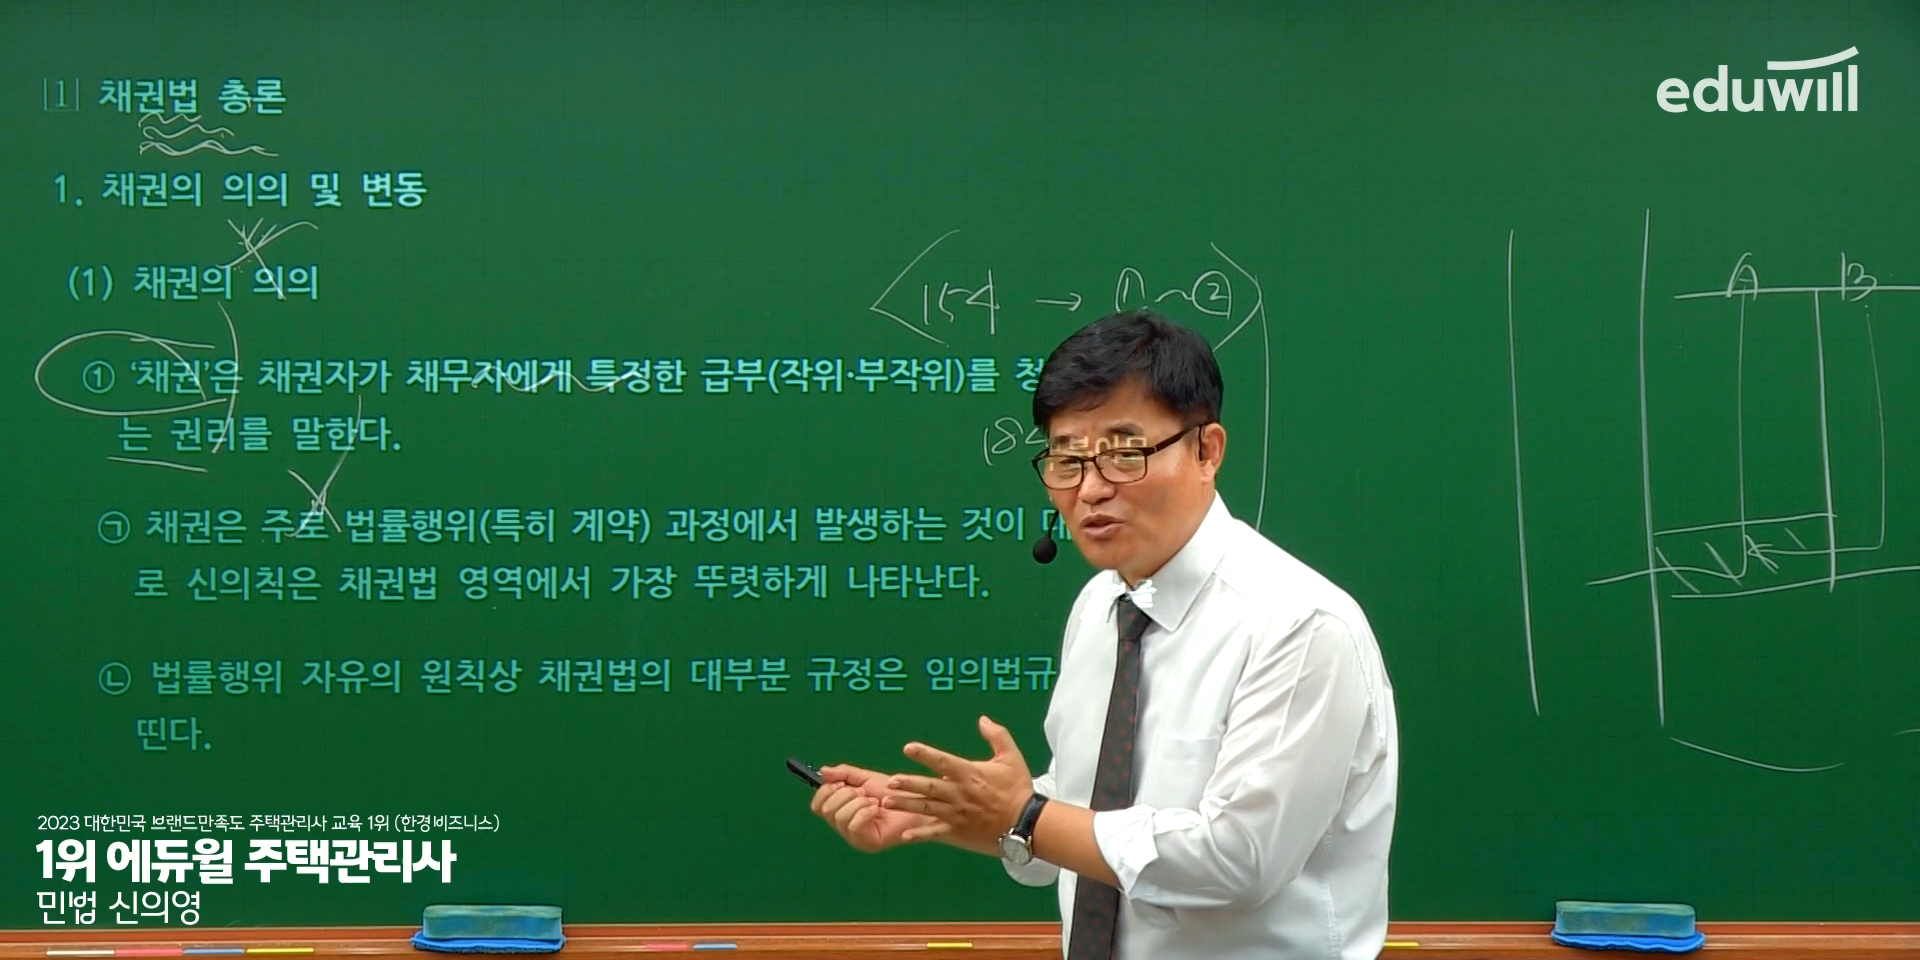 eduwill
1 채권법 총론
1. 채권의 의의 및 변동
(1) 채권의 의의
154 → ① ~ ②
A B
① ‘채권’은 채권자가 채무자에게 특정한 급부(작위·부작위)를 청
는 권리를 말한다.
18
㉠ 채권은 주로 법률행위(특히 계약) 과정에서 발생하는 것이
로 신의칙은 채권법 영역에서 가장 뚜렷하게 나타난다.
㉡ 법률행위 자유의 원칙상 채권법의 대부분 규정은 임의법규
띤다.
2023 대한민국 브랜드만족도 주택관리사 교육 1위 (한경비즈니스)
1위 에듀윌 주택관리사
민법 신의영